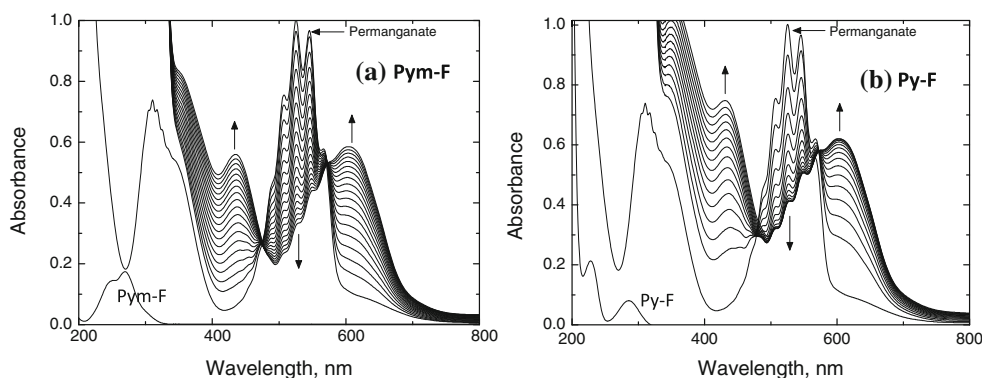 1.0
0.8
0.6
0.4
0.2
0.0
Absorbance
200
400
600
800
Wavelength, nm
Permanganate
(a) Pym-F
Pym-F
1.0
0.8
0.6
0.4
0.2
0.0
Absorbance
200
400
600
800
Wavelength, nm
Permanganate
(b) Py-F
Py-F